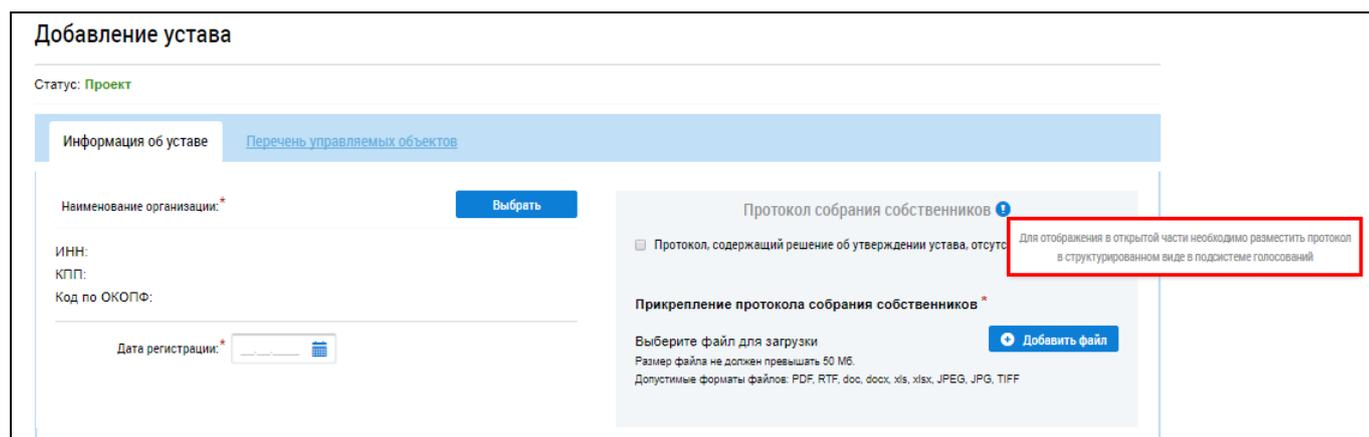 Добавление устава
Статус: Проект
Информация об уставе
Перечень управляемых объектов
Наименование организации:*
Выбрать
ИНН:
КПП:
Код по ОКОПФ:
Дата регистрации:*
Протокол собрания собственников
Протокол, содержащий решение об утверждении устава, отсутс
Для отображения в открытой части необходимо разместить протокол
в структурированном виде в подсистеме голосований
Прикрепление протокола собрания собственников *
Выберите файл для загрузки
Добавить файл
Размер файла не должен превышать 50 Мб.
Допустимые форматы файлов: PDF, RTF, doc, docx, xls, xlsx, JPEG, JPG, TIFF